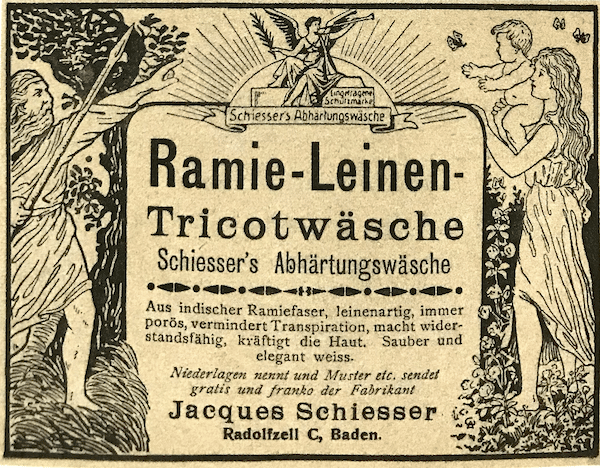 Eingetragene
Schutzmarke
Schiesser's Abhärtungswäsche
Ramie-Leinen-
Tricotwäsche
Schiesser's Abhärtungswäsche
Aus indischer Ramiefaser, leinenartig, immer
porös, vermindert Transpiration, macht wider-
standsfähig, kräftigt die Haut. Sauber und
elegant weiss.
Niederlagen nennt und Muster etc. sendet
gratis und franko der Fabrikant
Jacques Schiesser
Radolfzell C, Baden.